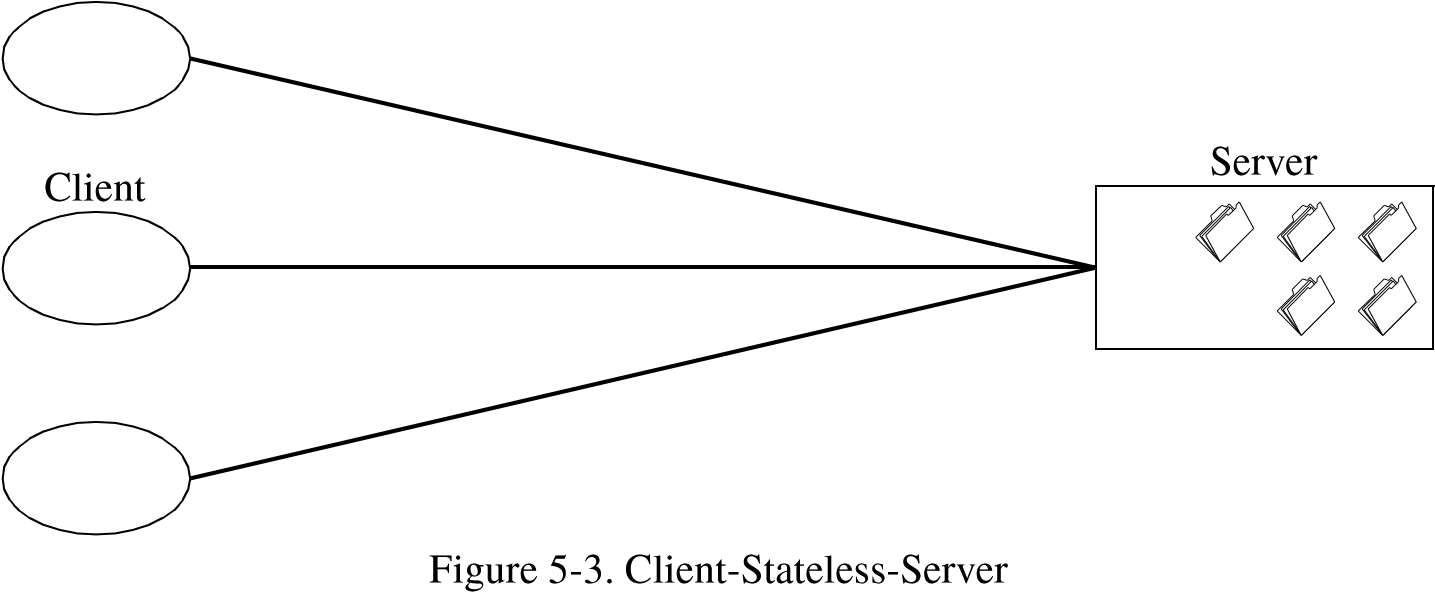 Client
Server
Figure 5-3. Client-Stateless-Server